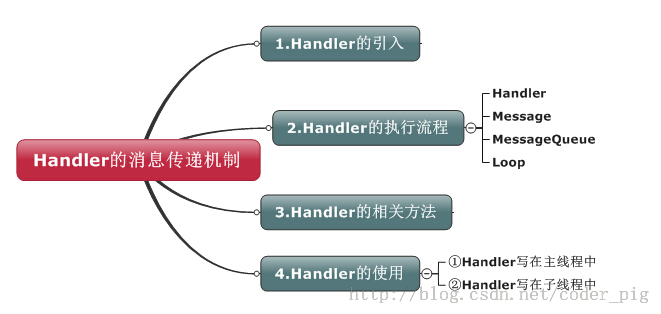 Handler的消息传递机制
1.Handler的引入
2.Handler的执行流程
Handler
Message
MessageQueue
Loop
3.Handler的相关方法
4.Handler的使用
①Handler写在主线程中
②Handler写在子线程中
http://blog.csdn.net/coder_pig